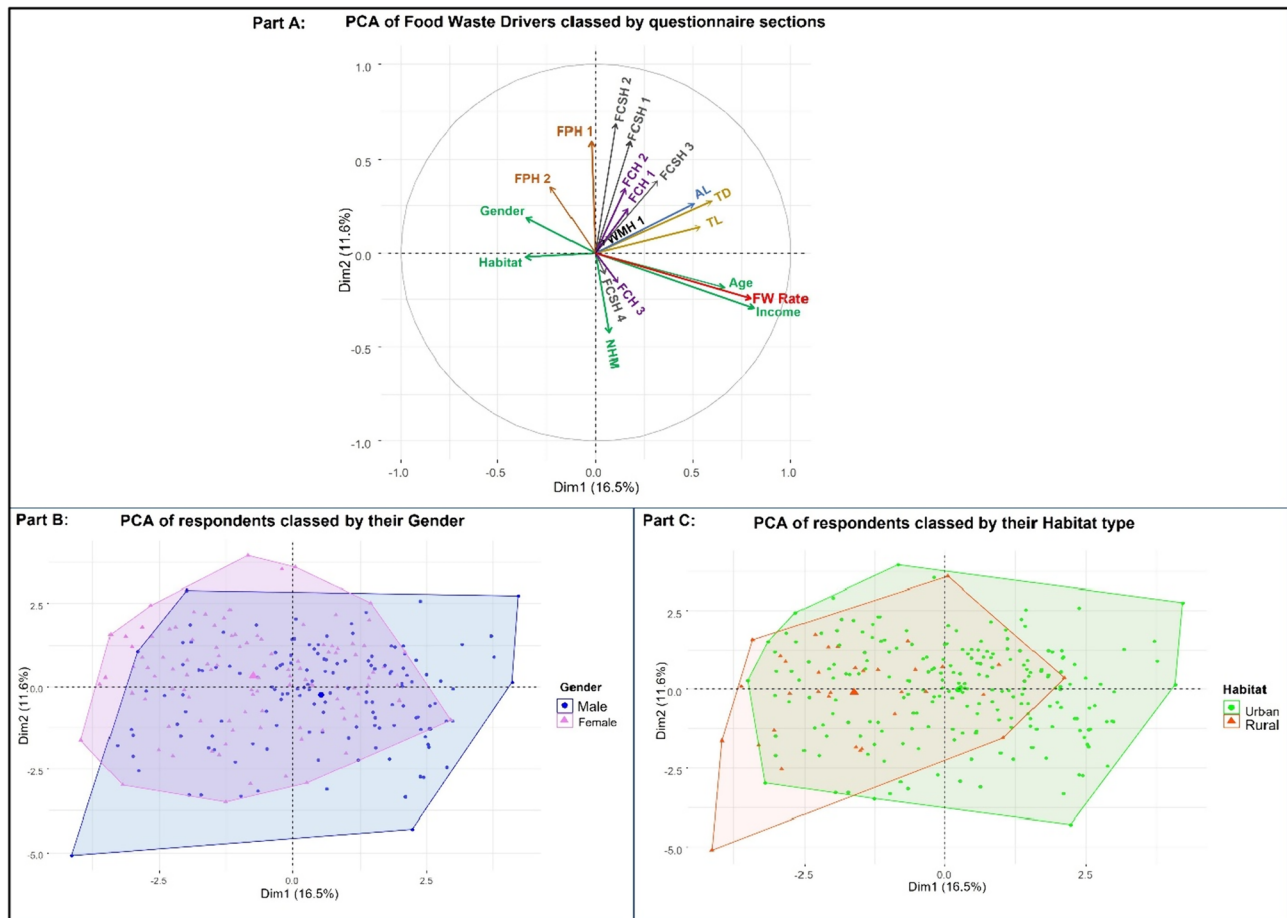 Part A: PCA of Food Waste Drivers classed by questionnaire sections
1.0
0.5
0.0
-0.5
-1.0
Dim2 (11.6%)
FCSH 2
FCSH 1
FPH 1
FCSH 3
FCH 2
FCH 1
FPH 2
AL
TD
Gender
TL
WMH 1
Habitat
Age
FCH 3
FCSH 4
FW Rate
Income
NHM
-1.0 -0.5 0.0 0.5 1.0
Dim1 (16.5%)
Part B: PCA of respondents classed by their Gender
2.5
0.0
-2.5
-5.0
Dim2 (11.6%)
-2.5 0.0 2.5
Dim1 (16.5%)
Gender
Male
Female
Part C: PCA of respondents classed by their Habitat type
2.5
0.0
-2.5
-5.0
Dim2 (11.6%)
-2.5 0.0 2.5
Dim1 (16.5%)
Habitat
Urban
Rural